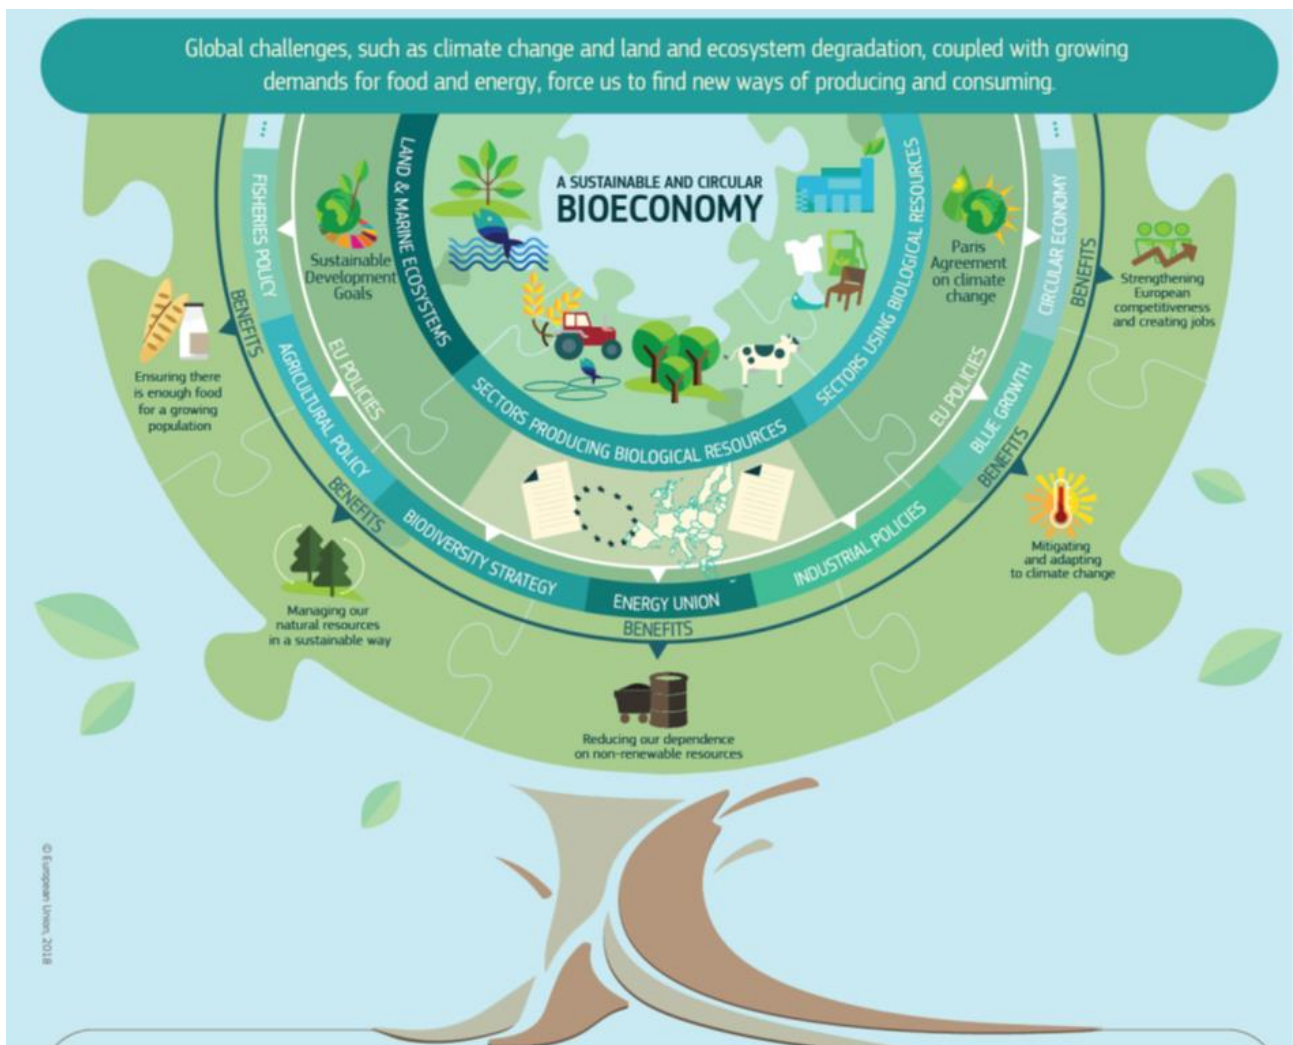 Global challenges, such as climate change and land and ecosystem degradation, coupled with growing
demands for food and energy, force us to find new ways of producing and consuming.
A SUSTAINABLE AND CIRCULAR
BIOECONOMY
LAND & MARINE ECOSYSTEMS
SECTORS PRODUCING BIOLOGICAL RESOURCES
SECTORS USING BIOLOGICAL RESOURCES
Sustainable
Development
Goals
Paris
Agreement
on climate
change
EU POLICIES
EU POLICIES
...
FISHERIES POLICY
AGRICULTURAL POLICY
BIODIVERSITY STRATEGY
ENERGY UNION
INDUSTRIAL POLICIES
BLUE GROWTH
CIRCULAR ECONOMY
...
BENEFITS
Ensuring there
is enough food
for a growing
population
BENEFITS
Managing our
natural resources
in a sustainable way
BENEFITS
Reducing our dependence
on non-renewable resources
BENEFITS
Mitigating
and adapting
to climate change
BENEFITS
Strengthening
European
competitiveness
and creating jobs
© European Union, 2018